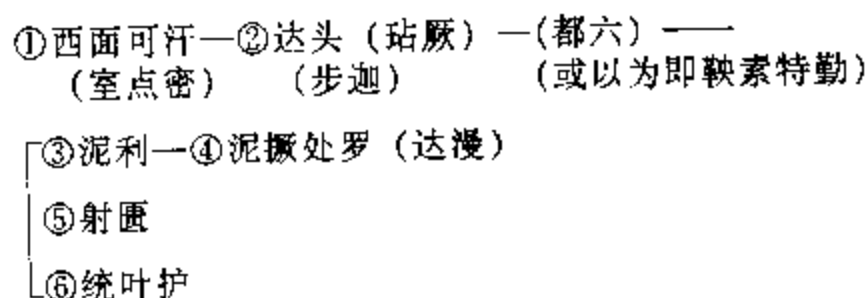 ①西面可汗—②达头（玷厥）—(都六)——
(室点密) (步迦) (或以为即鞅素特勤)
③泥利—④泥撅处罗（达漫）
⑤射匮
⑥统叶护